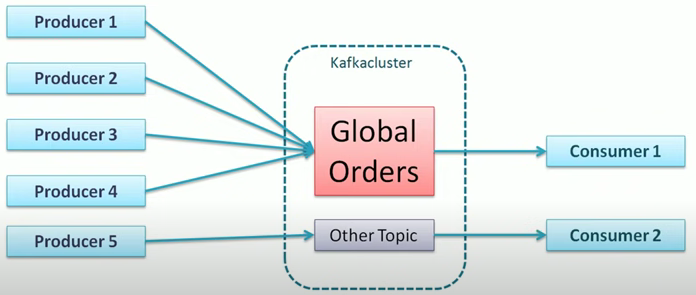 Producer 1
Producer 2
Producer 3
Producer 4
Producer 5
Kafkacluster
Global
Orders
Other Topic
Consumer 1
Consumer 2